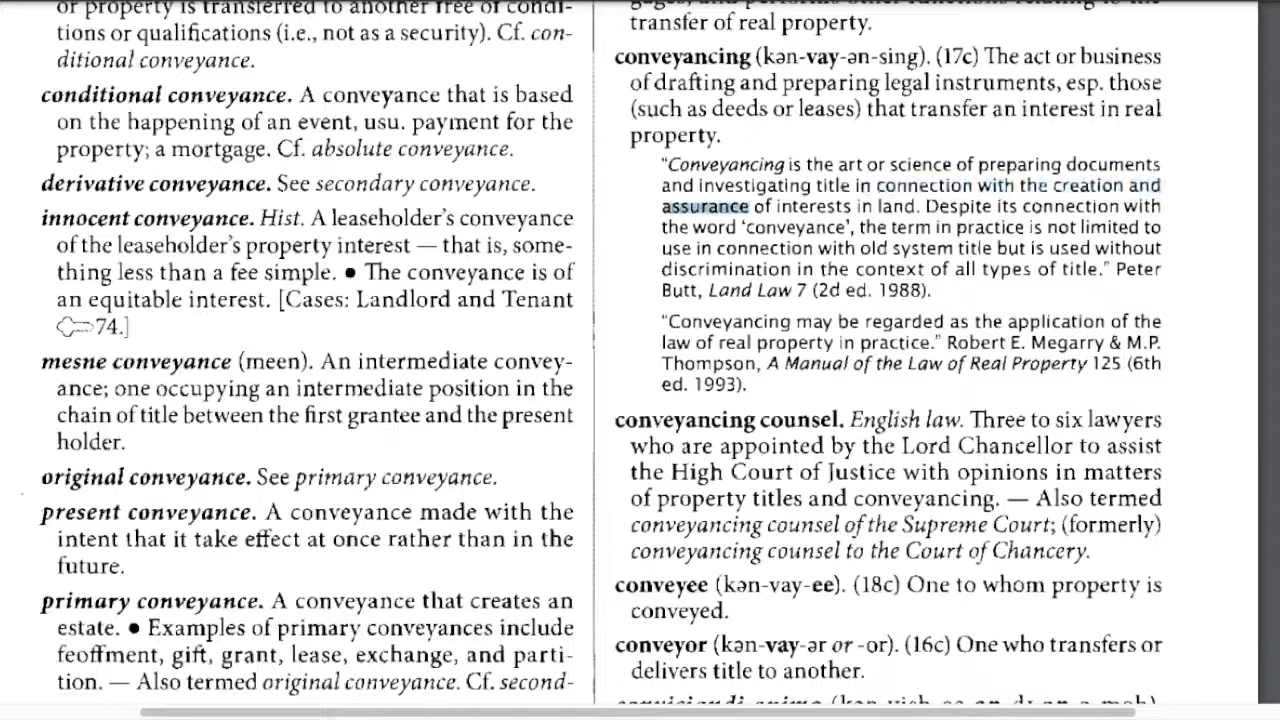 or property is transferred to another free of condi-
tions or qualifications (i.e., not as a security). Cf. con-
ditional conveyance.
conditional conveyance. A conveyance that is based
on the happening of an event, usu. payment for the
property; a mortgage. Cf. absolute conveyance.
derivative conveyance. See secondary conveyance.
innocent conveyance. Hist. A leaseholder's conveyance
of the leaseholder's property interest — that is, some-
thing less than a fee simple. ● The conveyance is of
an equitable interest. [Cases: Landlord and Tenant
74.]
mesne conveyance (meen). An intermediate convey-
ance; one occupying an intermediate position in the
chain of title between the first grantee and the present
holder.
original conveyance. See primary conveyance.
present conveyance. A conveyance made with the
intent that it take effect at once rather than in the
future.
primary conveyance. A conveyance that creates an
estate. ● Examples of primary conveyances include
feoffment, gift, grant, lease, exchange, and parti-
tion. — Also termed original conveyance. Cf. second-
transfer of real property.
conveyancing (kən-vay-ən-sing). (17c) The act or business
of drafting and preparing legal instruments, esp. those
(such as deeds or leases) that transfer an interest in real
property.
"Conveyancing is the art or science of preparing documents
and investigating title in connection with the creation and
assurance of interests in land. Despite its connection with
the word 'conveyance', the term in practice is not limited to
use in connection with old system title but is used without
discrimination in the context of all types of title." Peter
Butt, Land Law 7 (2d ed. 1988).
"Conveyancing may be regarded as the application of the
law of real property in practice." Robert E. Megarry & M.P.
Thompson, A Manual of the Law of Real Property 125 (6th
ed. 1993).
conveyancing counsel. English law. Three to six lawyers
who are appointed by the Lord Chancellor to assist
the High Court of Justice with opinions in matters
of property titles and conveyancing. — Also termed
conveyancing counsel of the Supreme Court; (formerly)
conveyancing counsel to the Court of Chancery.
conveyee (kən-vay-ee). (18c) One to whom property is
conveyed.
conveyor (kən-vay-ər or -or). (16c) One who transfers or
delivers title to another.